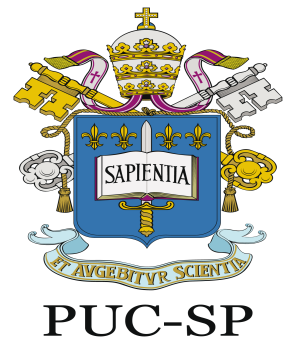 SAPIENTIA
ET AVGEBITVR SCIENTIA
PUC-SP